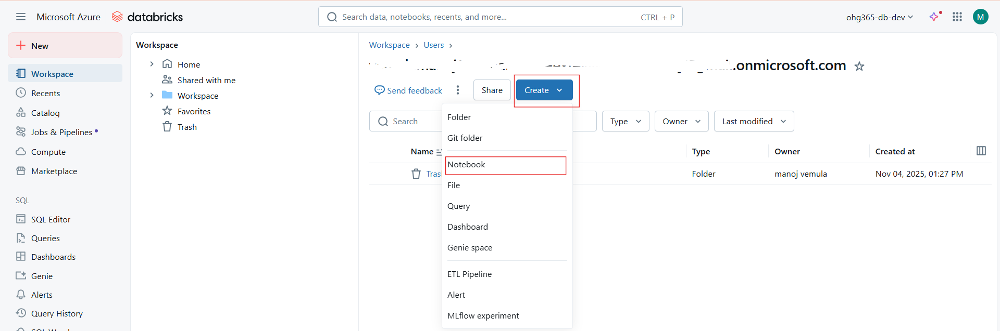 Microsoft Azure databricks
Search data, notebooks, recents, and more... CTRL + P
ohg365-db-dev
M
New
Workspace
Recents
Catalog
Jobs & Pipelines
Compute
Marketplace
SQL
SQL Editor
Queries
Dashboards
Genie
Alerts
Query History
Workspace
Home
Shared with me
Workspace
Favorites
Trash
Workspace > Users >
.onmicrosoft.com
Send feedback Share Create
Search Type Owner Last modified
Name Type Owner Created at
Tras Folder manoj vemula Nov 04, 2025, 01:27 PM
Folder
Git folder
Notebook
File
Query
Dashboard
Genie space
ETL Pipeline
Alert
MLflow experiment